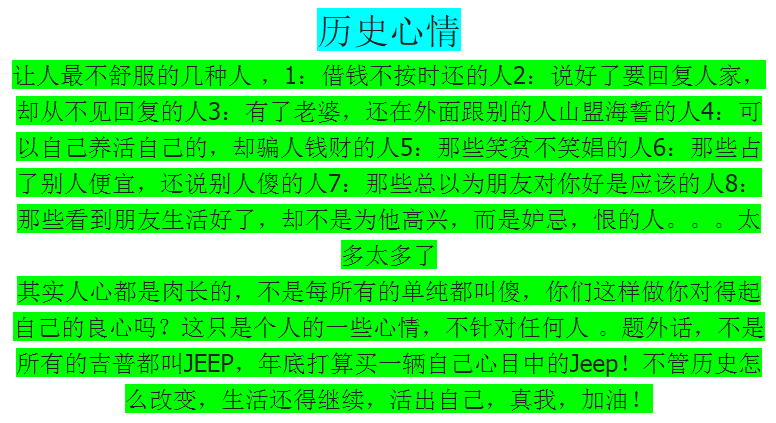 历史心情
让人最不舒服的几种人 ，1：借钱不按时还的人2：说好了要回复人家，
却从不见回复的人3：有了老婆，还在外面跟别的人山盟海誓的人4：可
以自己养活自己的，却骗人钱财的人5：那些笑贫不笑娼的人6：那些占
了别人便宜，还说别人傻的人7：那些总以为朋友对你好是应该的人8：
那些看到朋友生活好了，却不是为他高兴，而是妒忌，恨的人。。。太
多太多了
其实人心都是肉长的，不是每所有的单纯都叫傻，你们这样做你对得起
自己的良心吗？这只是个人的一些心情，不针对任何人 。题外话，不是
所有的吉普都叫JEEP，年底打算买一辆自己心目中的Jeep！不管历史怎
么改变，生活还得继续，活出自己，真我，加油！